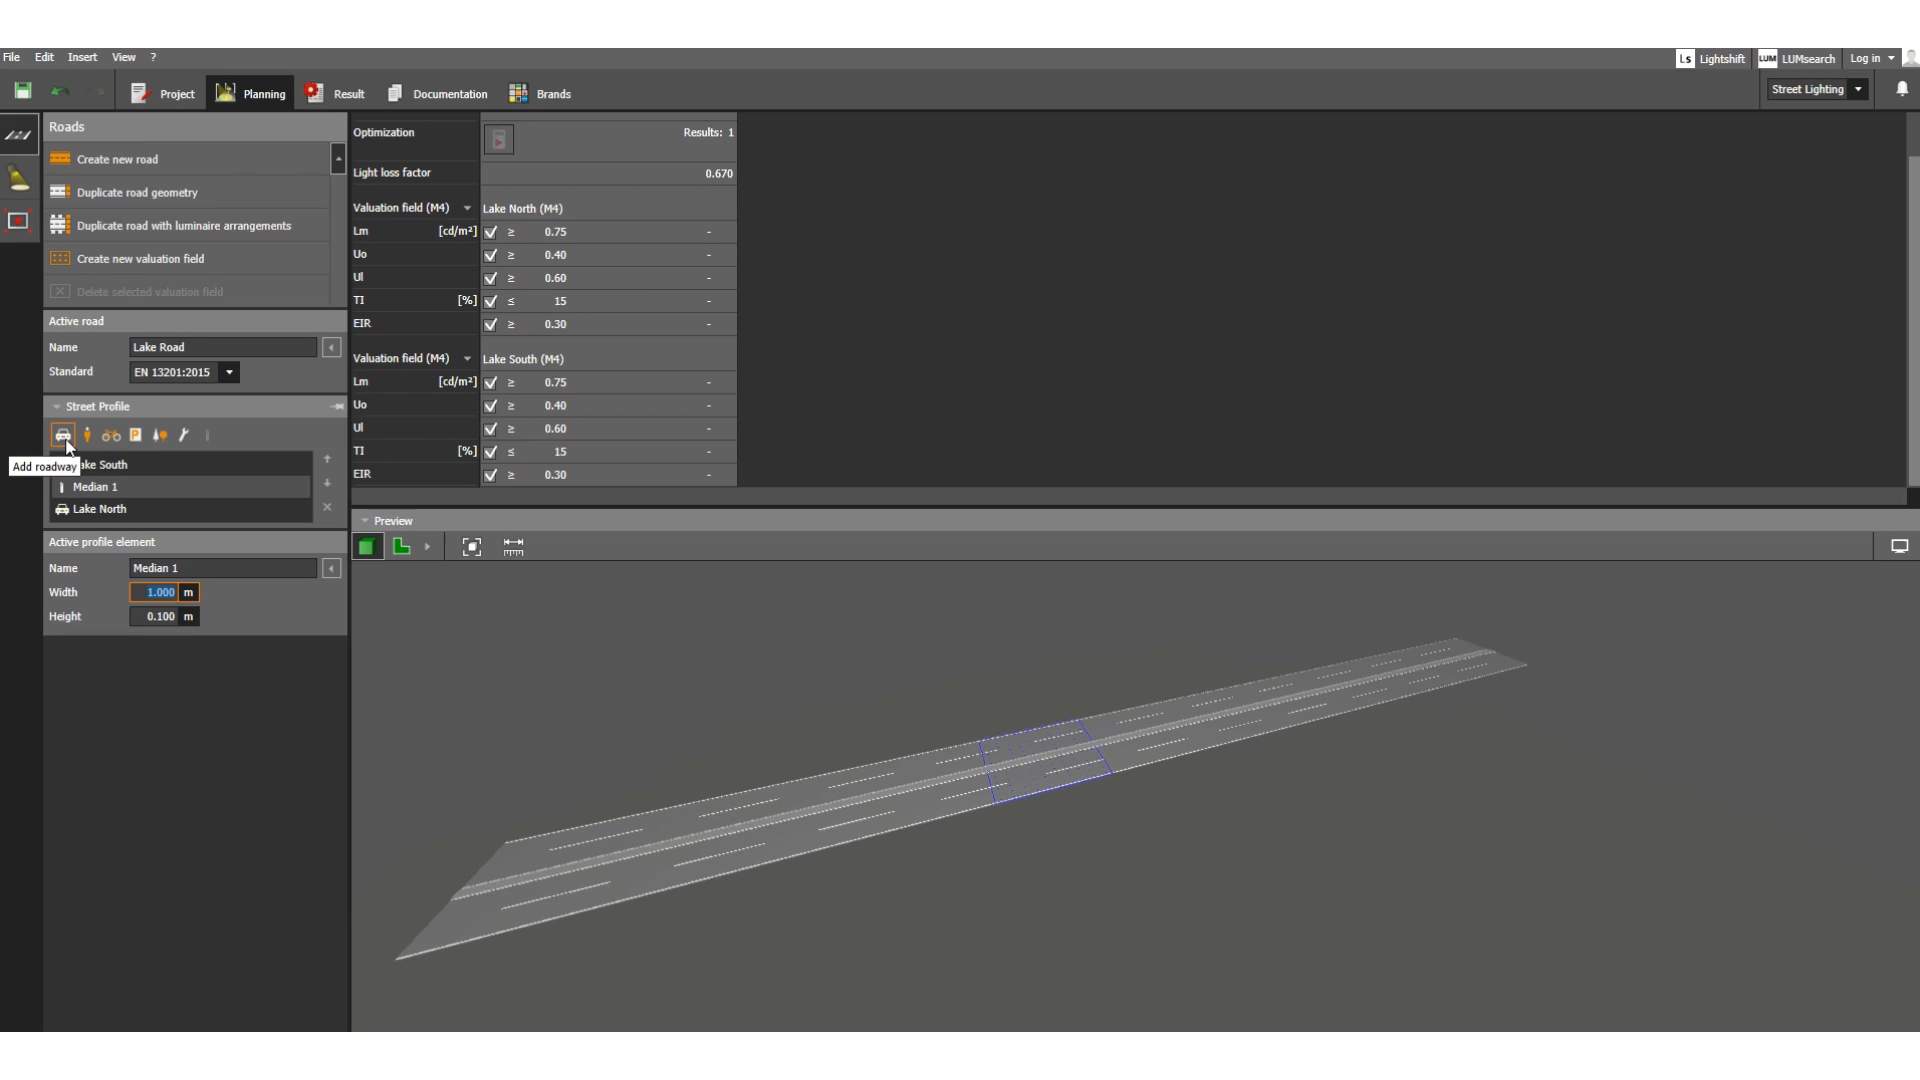 File Edit Insert View ?
Ls Lightshift LUM LUMsearch Log in
Project Planning Result Documentation Brands
Street Lighting
Roads
Create new road
Duplicate road geometry
Duplicate road with luminaire arrangements
Create new valuation field
Delete selected valuation field
Active road
Name Lake Road
Standard EN 13201:2015
Street Profile
P
Add roadway
ake South
Median 1
Lake North
Active profile element
Name Median 1
Width 1.000 m
Height 0.100 m
Optimization Results: 1
Light loss factor 0.670
Valuation field (M4) Lake North (M4)
Lm [cd/m²] ≥ 0.75 -
Uo ≥ 0.40 -
Ul ≥ 0.60 -
TI [%] ≤ 15 -
EIR ≥ 0.30 -
Valuation field (M4) Lake South (M4)
Lm [cd/m²] ≥ 0.75 -
Uo ≥ 0.40 -
Ul ≥ 0.60 -
TI [%] ≤ 15 -
EIR ≥ 0.30 -
Preview